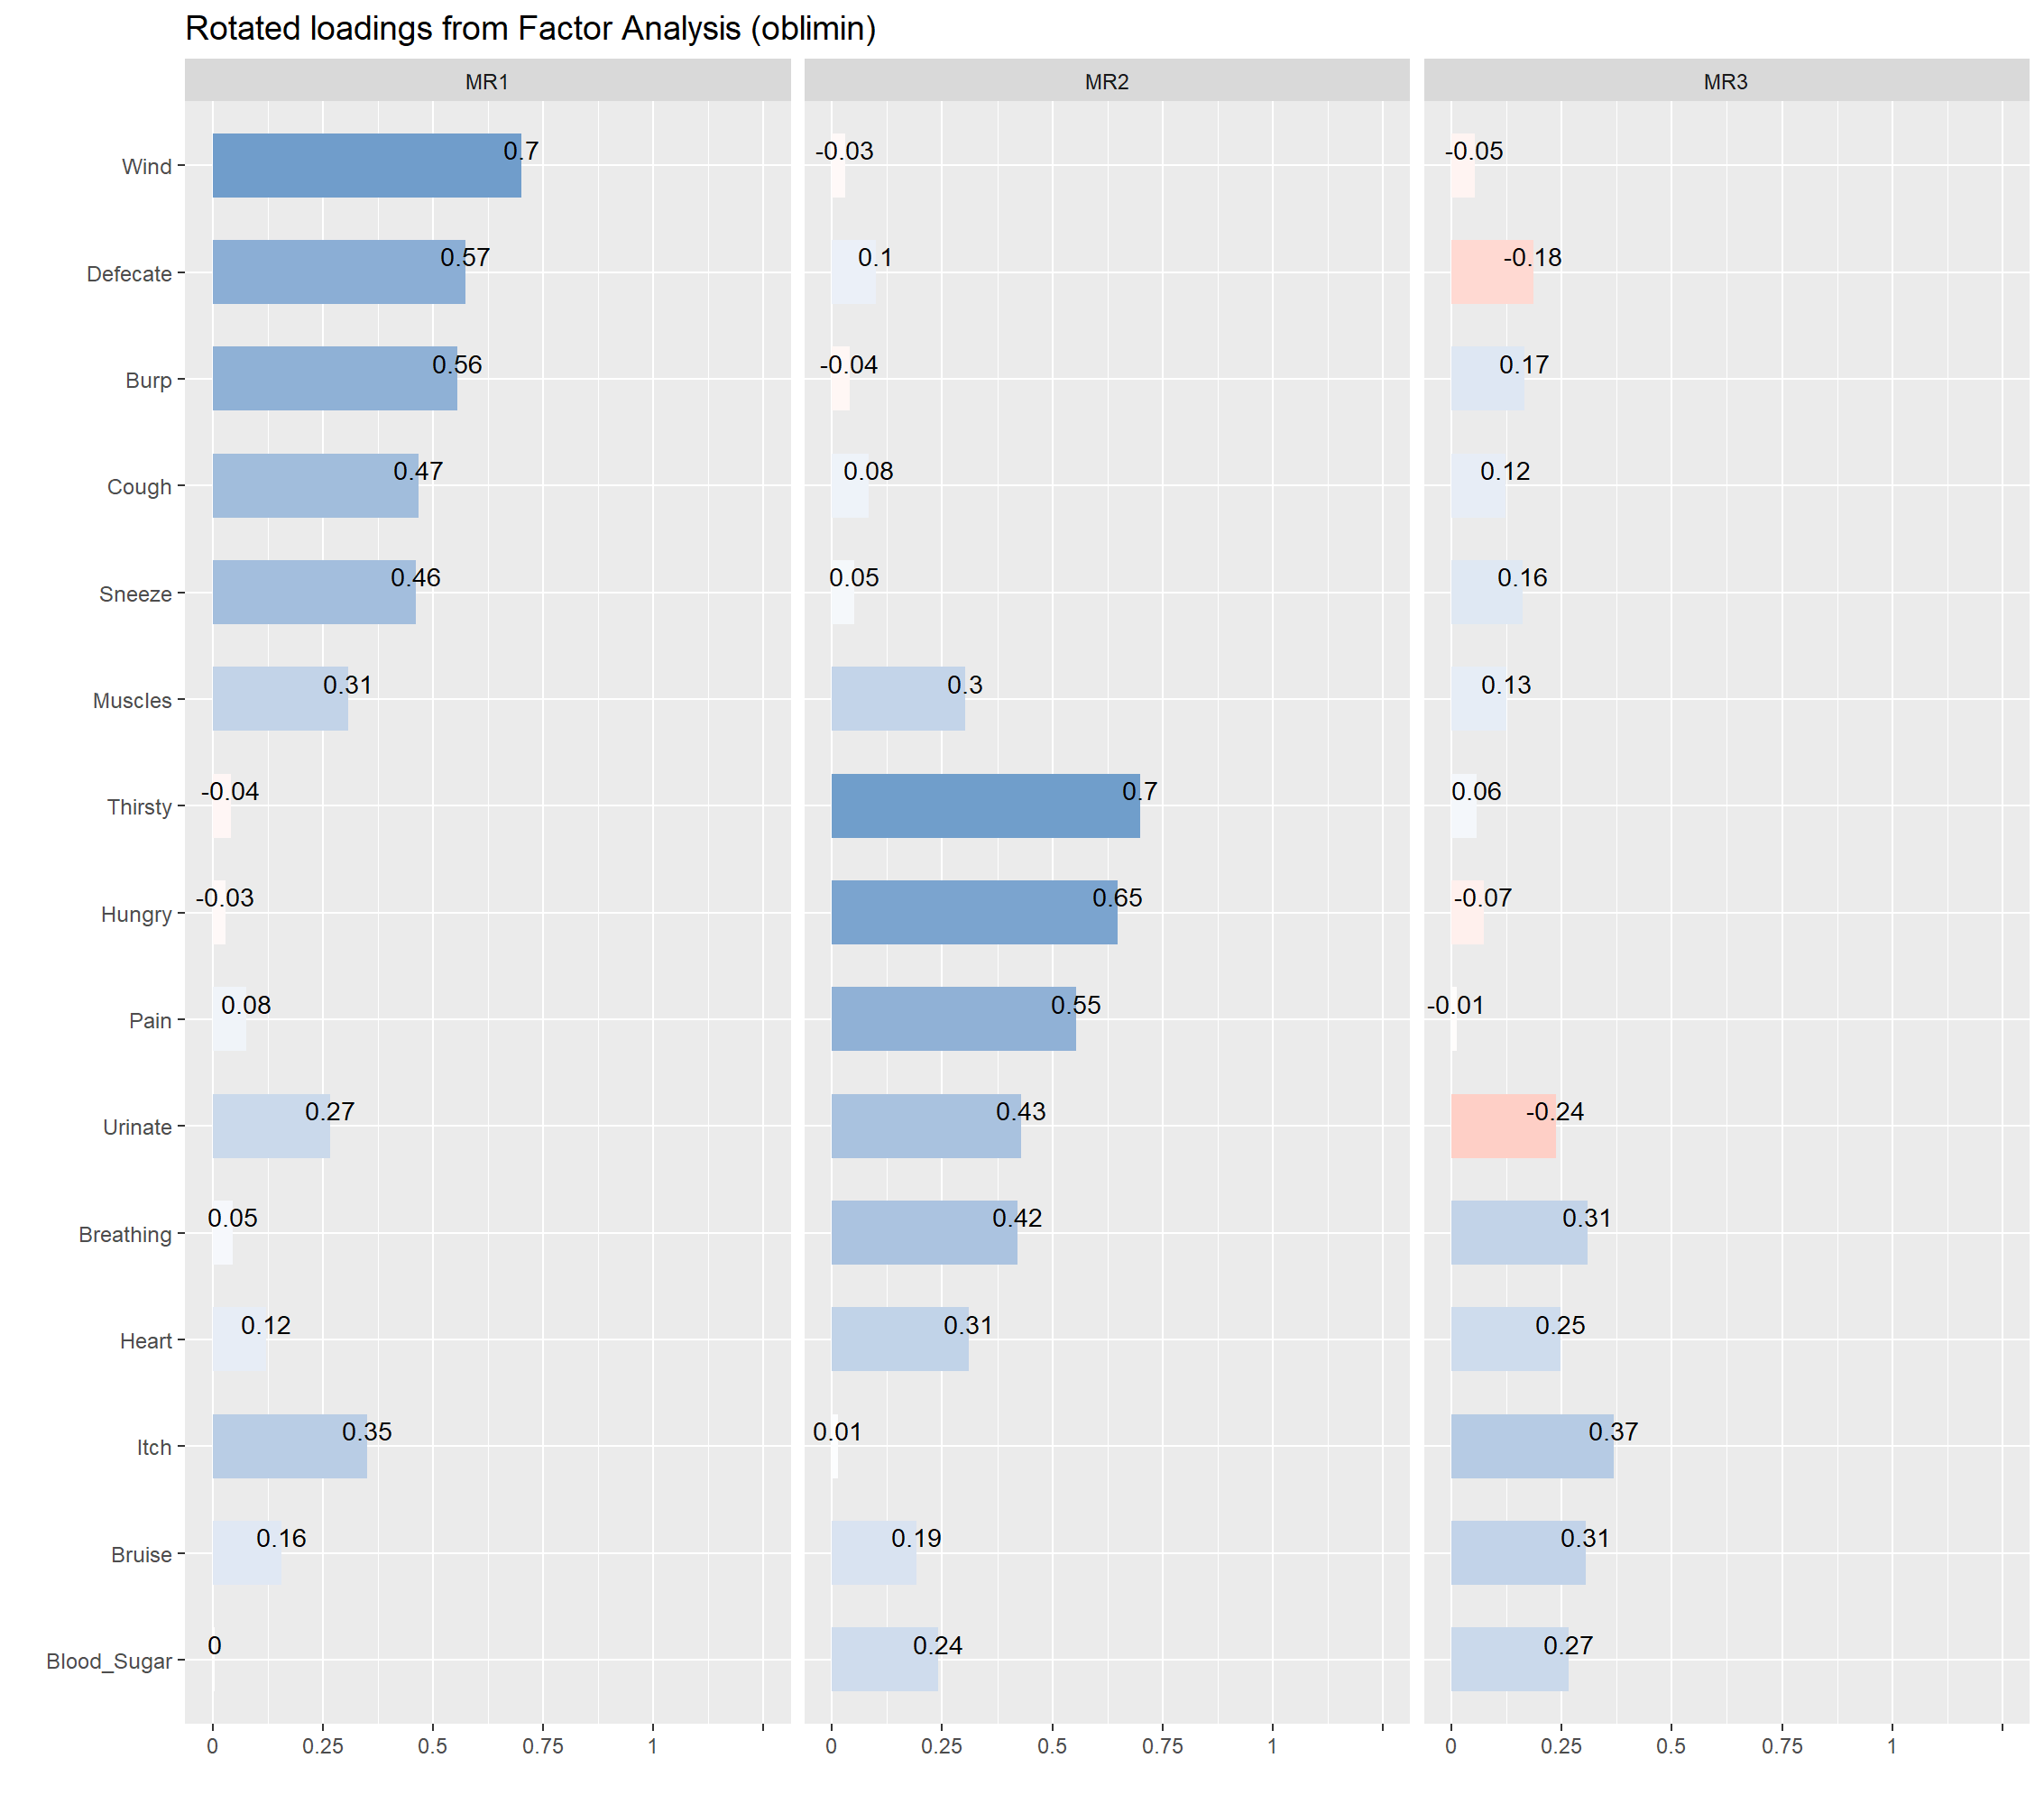 Rotated loadings from Factor Analysis (oblimin)
MR1 MR2 MR3
Wind 0.7 -0.03 -0.05
Defecate 0.57 0.1 -0.18
Burp 0.56 -0.04 0.17
Cough 0.47 0.08 0.12
Sneeze 0.46 0.05 0.16
Muscles 0.31 0.3 0.13
Thirsty -0.04 0.7 0.06
Hungry -0.03 0.65 -0.07
Pain 0.08 0.55 -0.01
Urinate 0.27 0.43 -0.24
Breathing 0.05 0.42 0.31
Heart 0.12 0.31 0.25
Itch 0.35 0.01 0.37
Bruise 0.16 0.19 0.31
Blood_Sugar 0 0.24 0.27
0 0.25 0.5 0.75 1 0 0.25 0.5 0.75 1 0 0.25 0.5 0.75 1